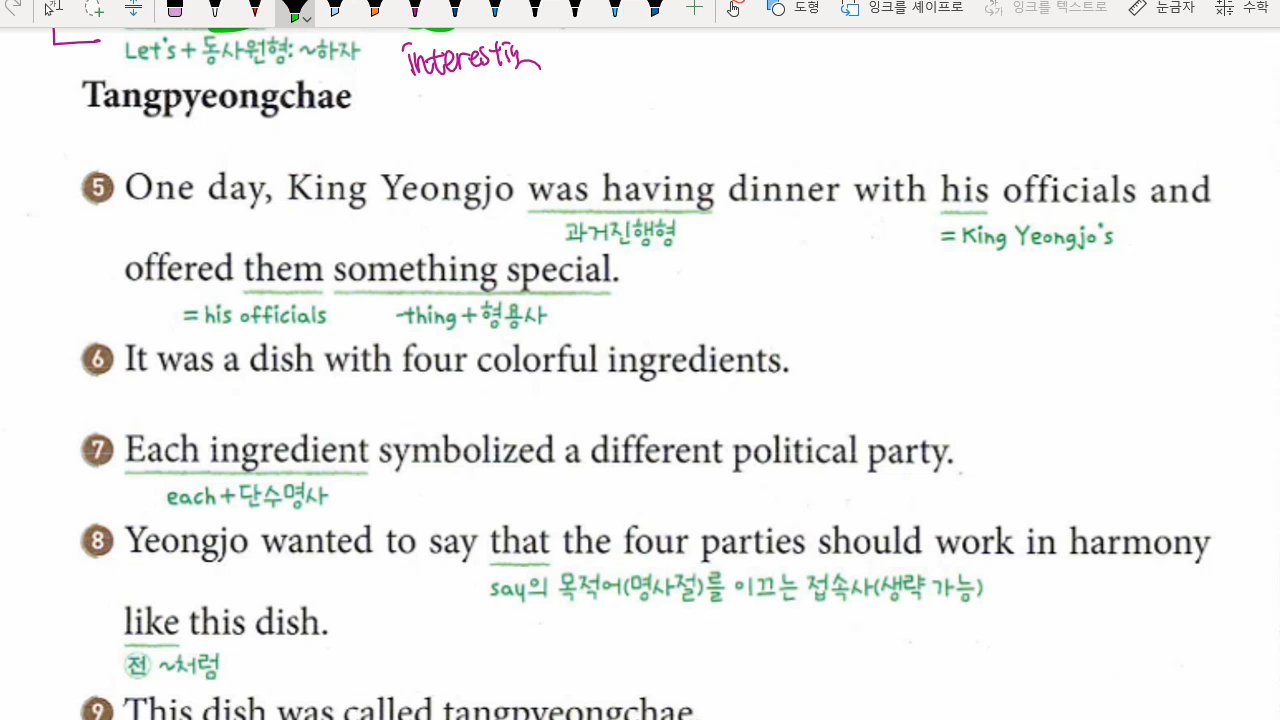 도형 잉크를 셰이프로 잉크를 텍스트로 눈금자 수학
Let's + 동사원형: ~하자
Tangpyeongchae
5 One day, King Yeongjo was having dinner with his officials and
과거진행형 = King Yeongjo's
offered them something special.
= his officials -thing + 형용사
6 It was a dish with four colorful ingredients.
7 Each ingredient symbolized a different political party.
each + 단수명사
8 Yeongjo wanted to say that the four parties should work in harmony
say의 목적어(명사절)를 이끄는 접속사(생략 가능)
like this dish.
전 ~처럼
9 This dish was called tangpyeongchae.